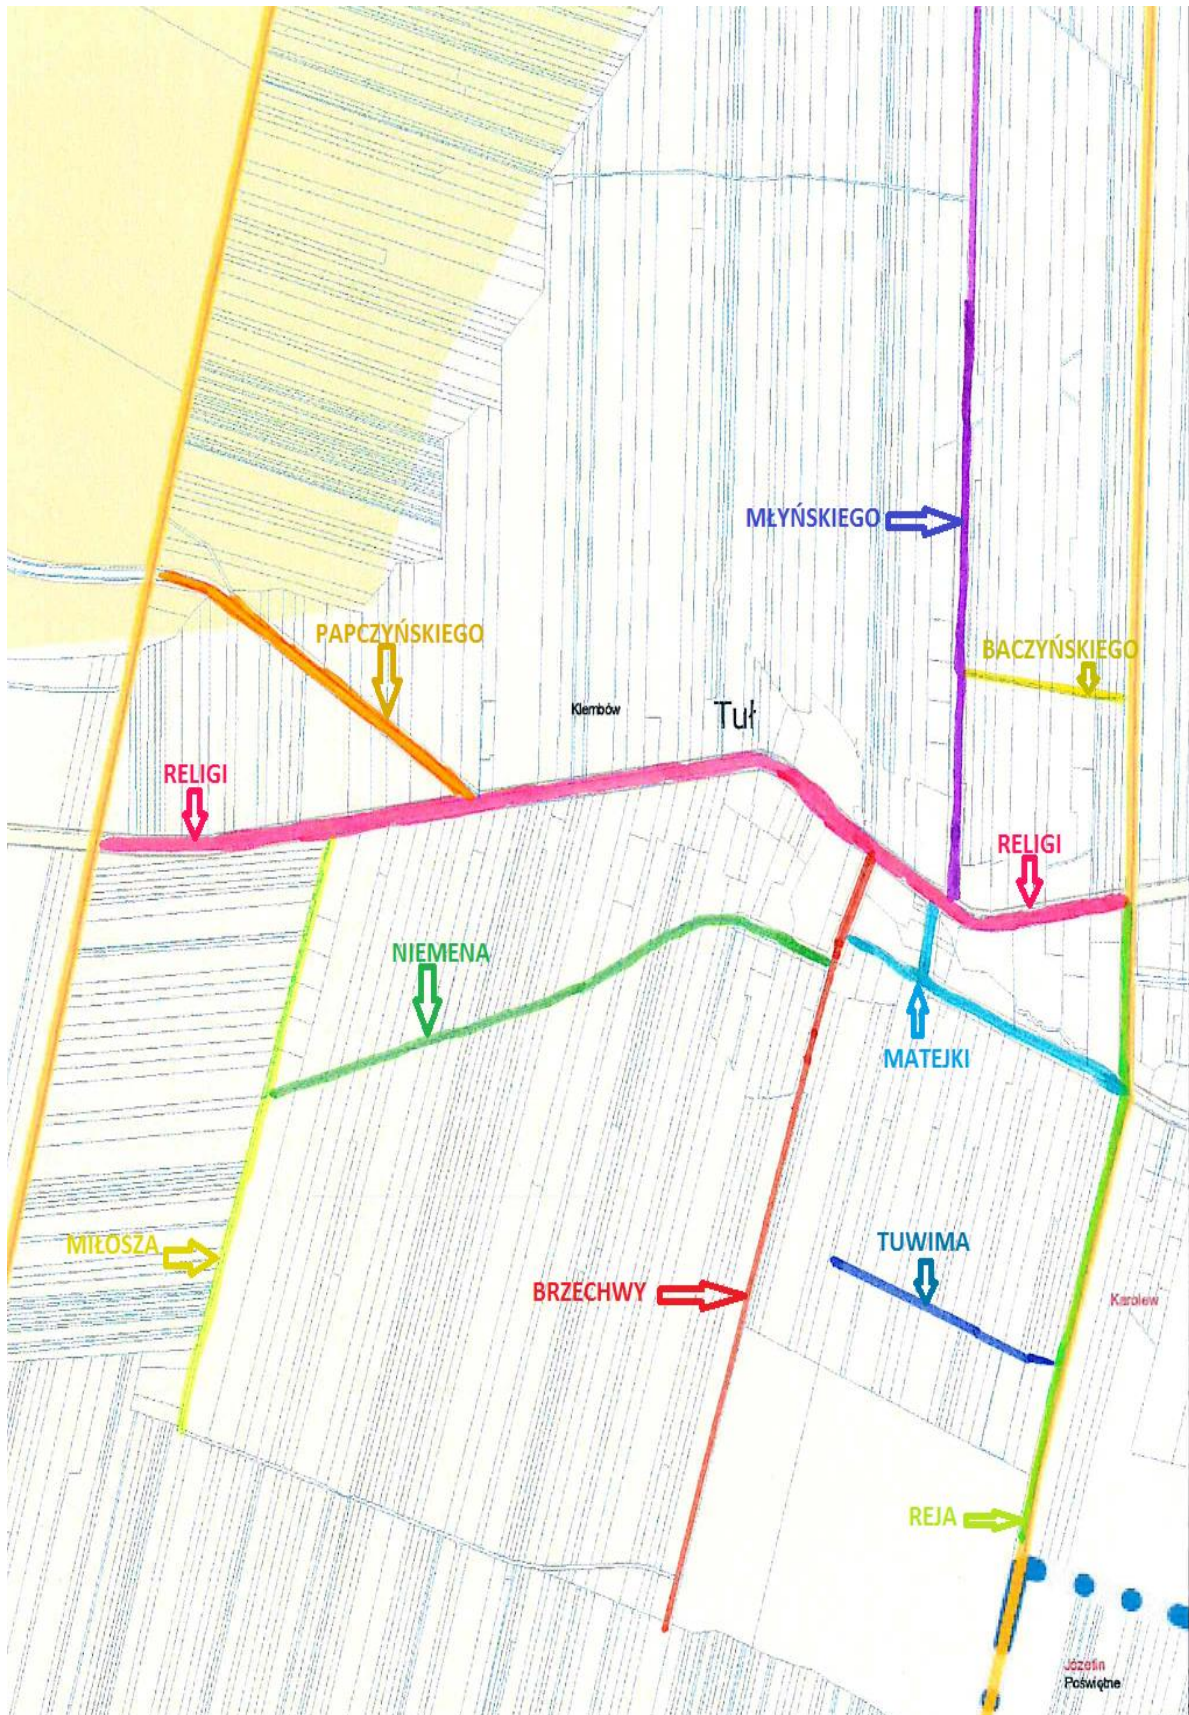 MŁYŃSKIEGO
PAPCZYŃSKIEGO
BACZYŃSKIEGO
Klembów
Tuł
RELIGI
RELIGI
NIEMENA
MATEJKI
MIŁOSZA
TUWIMA
BRZECHWY
Karolew
REJA
Józefin
Poświętne